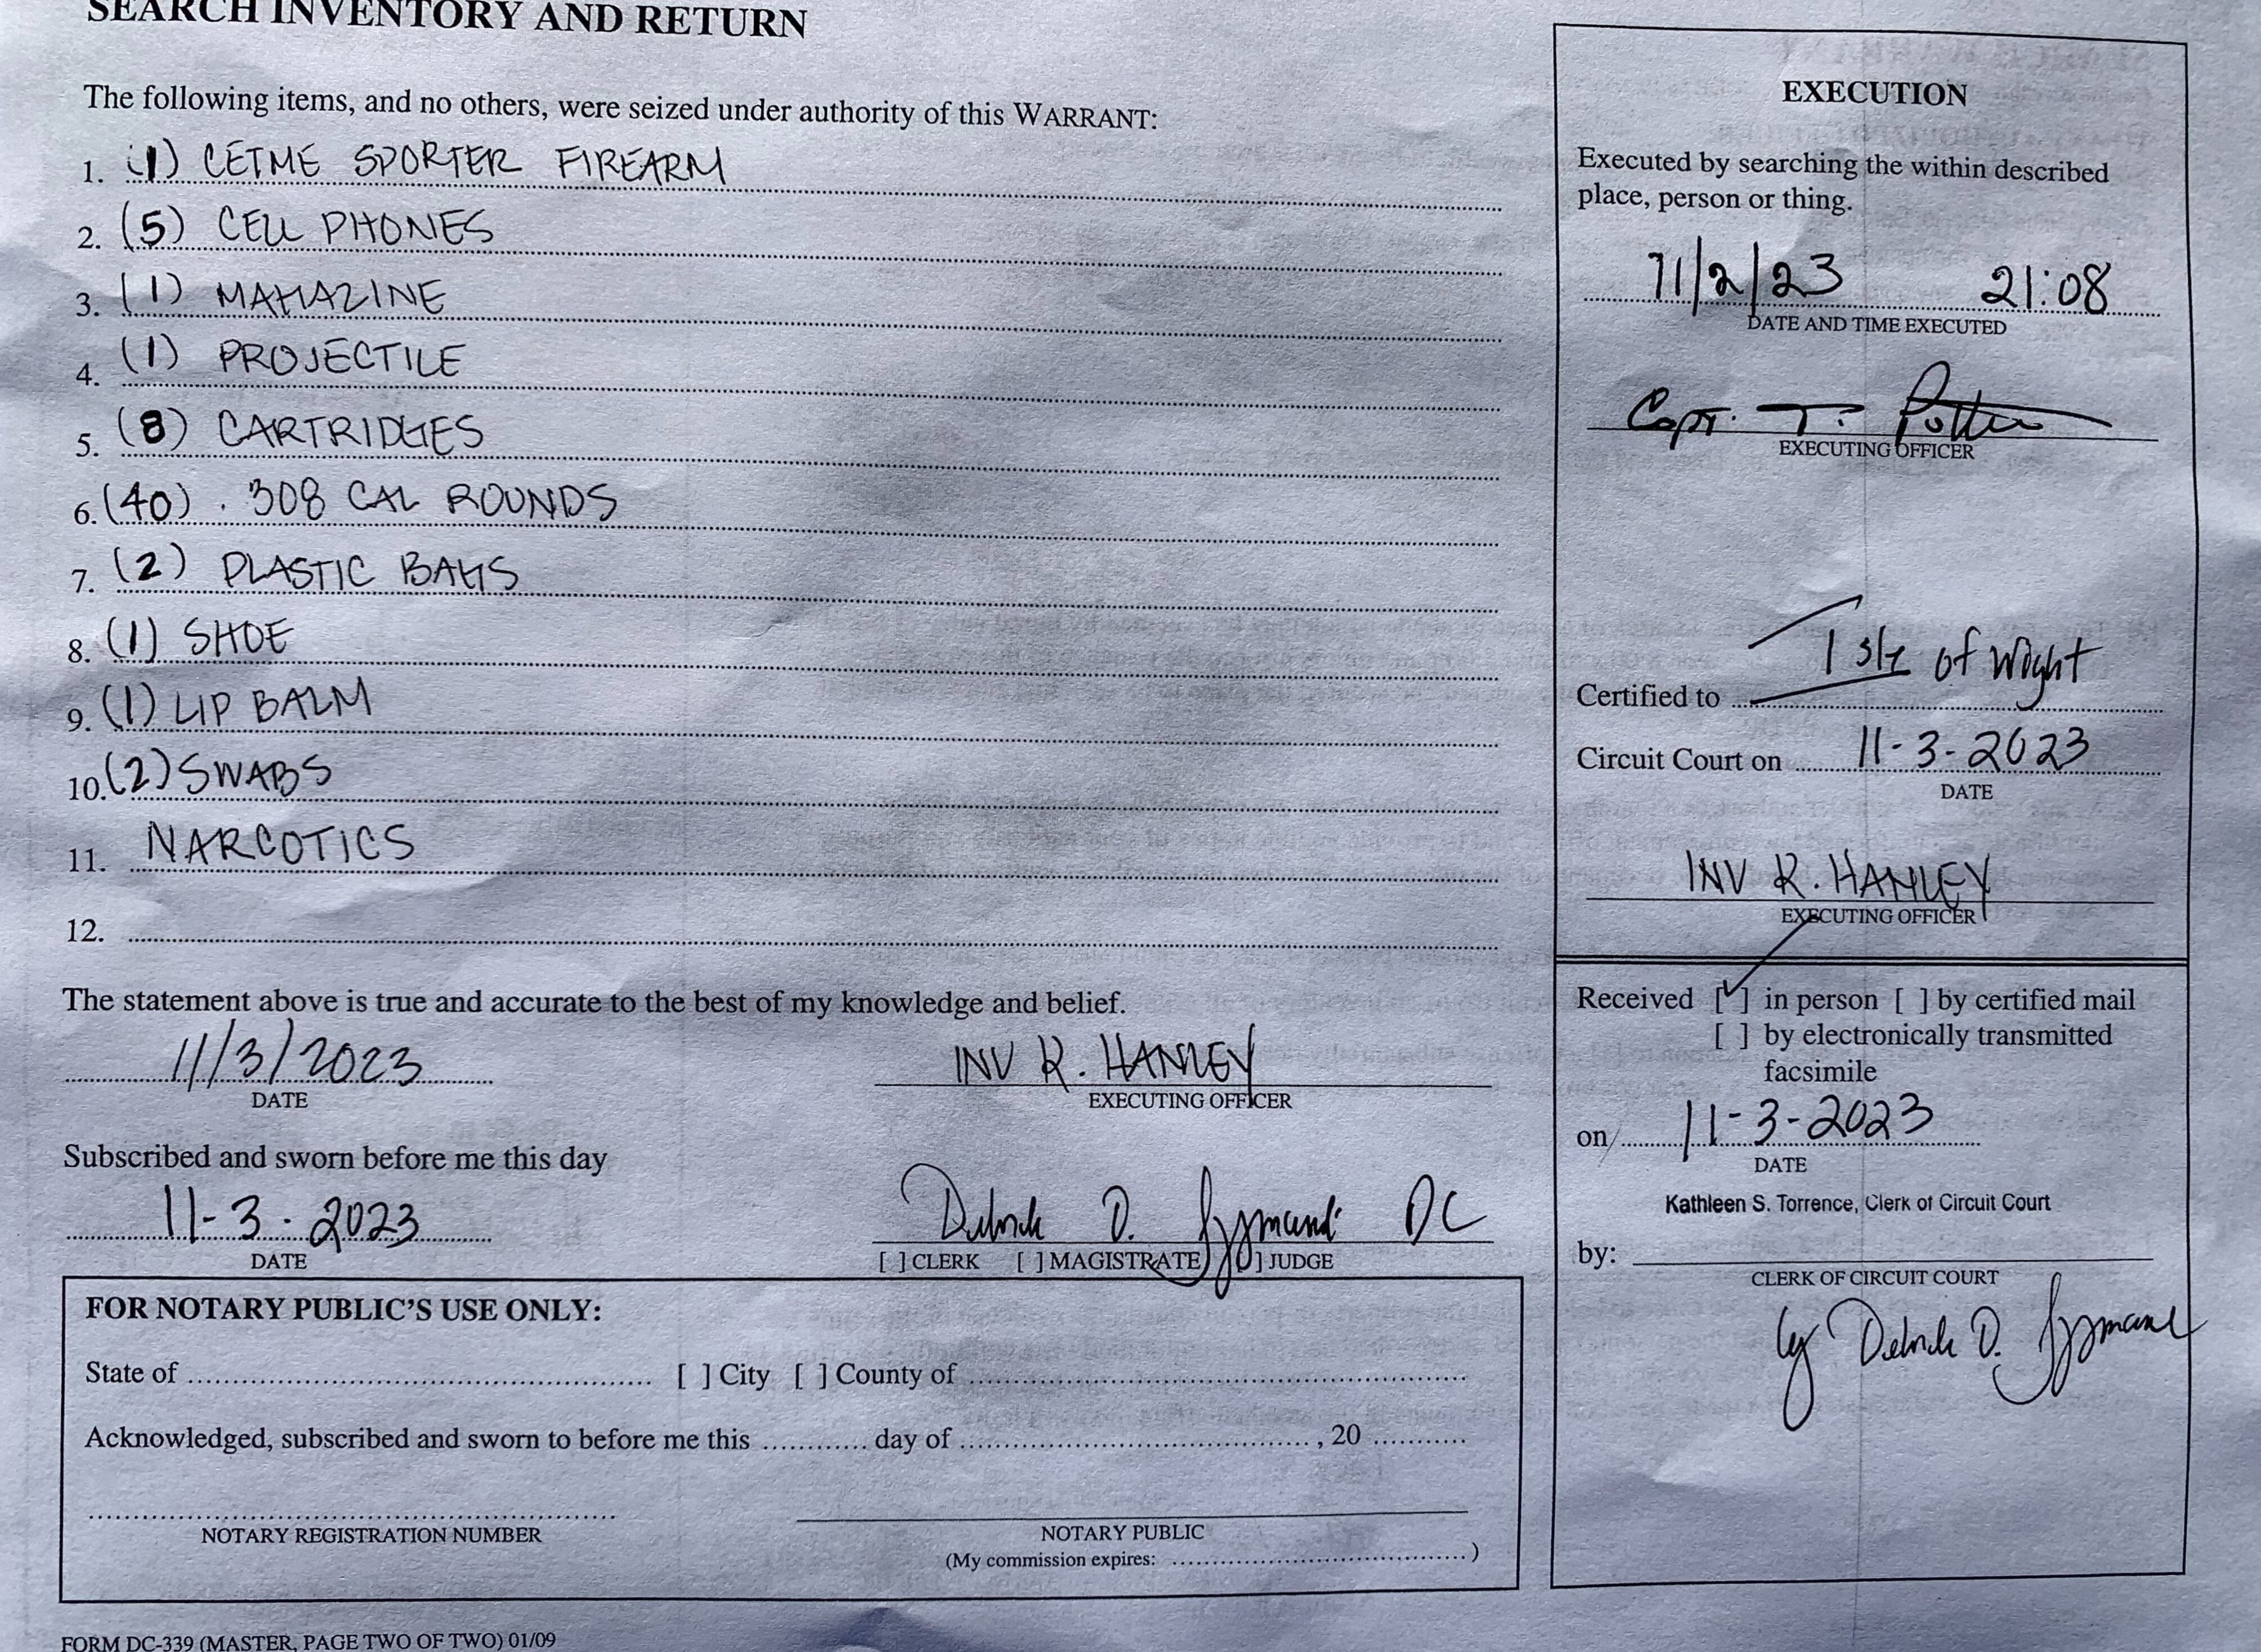 SEARCH INVENTORY AND RETURN
The following items, and no others, were seized under authority of this WARRANT:
1. (1) CETME SPORTER FIREARM
2. (5) CELL PHONES
3. (1) MAGAZINE
4. (1) PROJECTILE
5. (8) CARTRIDGES
6. (40) .308 CAL ROUNDS
7. (2) PLASTIC BAGS
8. (1) SHOE
9. (1) LIP BALM
10. (2) SWABS
11. NARCOTICS
12.
The statement above is true and accurate to the best of my knowledge and belief.
11/3/2023 INV R. HANLEY
DATE EXECUTING OFFICER
Subscribed and sworn before me this day
11-3-2023 D. DC
DATE [ ] CLERK [ ] MAGISTRATE [ ] JUDGE
FOR NOTARY PUBLIC'S USE ONLY:
State of [ ] City [ ] County of
Acknowledged, subscribed and sworn to before me this day of , 20
NOTARY REGISTRATION NUMBER NOTARY PUBLIC
(My commission expires: )
FORM DC-339 (MASTER, PAGE TWO OF TWO) 01/09
EXECUTION
Executed by searching the within described
place, person or thing.
11/2/23 21:08
DATE AND TIME EXECUTED
Capt. T. Potter
EXECUTING OFFICER
Certified to Isle of Wight
Circuit Court on 11-3-2023
DATE
INV R. HANLEY
EXECUTING OFFICER
Received [✓] in person [ ] by certified mail
[ ] by electronically transmitted
facsimile
on 11-3-2023
DATE
Kathleen S. Torrence, Clerk of Circuit Court
by:
CLERK OF CIRCUIT COURT
by D.